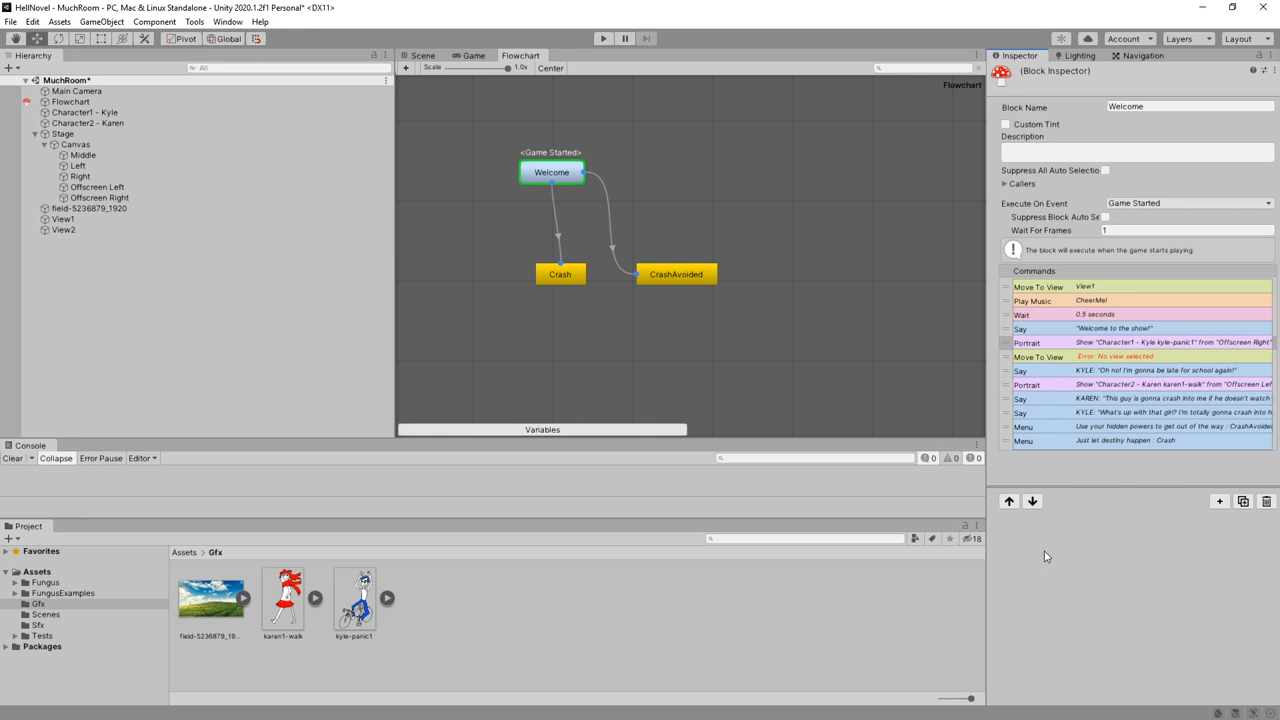 HellNovel - MuchRoom - PC, Mac & Linux Standalone - Unity 2020.1.2f1 Personal* <DX11>
File Edit Assets GameObject Component Tools Window Help
Pivot Global Account Layers Layout
Hierarchy
All
MuchRoom*
Main Camera
Flowchart
Character1 - Kyle
Character2 - Karen
Stage
Canvas
Middle
Left
Right
Offscreen Left
Offscreen Right
field-5236879_1920
View1
View2
Scene Game Flowchart
Scale 1.0x Center
Flowchart
<Game Started>
Welcome
Crash
CrashAvoided
Variables
Inspector Lighting Navigation
(Block Inspector)
Block Name Welcome
Custom Tint
Description
Suppress All Auto Selectio
Callers
Execute On Event Game Started
Suppress Block Auto Se
Wait For Frames 1
The block will execute when the game starts playing.
Commands
Move To View View1
Play Music CheerMel
Wait 0.5 seconds
Say "Welcome to the show!"
Portrait Show "Character1 - Kyle kyle-panic1" from "Offscreen Right"
Move To View Error: No view selected
Say KYLE: "Oh no! I'm gonna be late for school again!"
Portrait Show "Character2 - Karen karen1-walk" from "Offscreen Lef
Say KAREN: "This guy is gonna crash into me if he doesn't watch
Say KYLE: "What's up with that girl? I'm totally gonna crash into h
Menu Use your hidden powers to get out of the way : CrashAvoide
Menu Just let destiny happen : Crash
Console
Clear Collapse Error Pause Editor
0 0 0
Project
18
Favorites
Assets
Fungus
FungusExamples
Gfx
Scenes
Sfx
Tests
Packages
Assets > Gfx
field-5236879_19...
karen1-walk
kyle-panic1